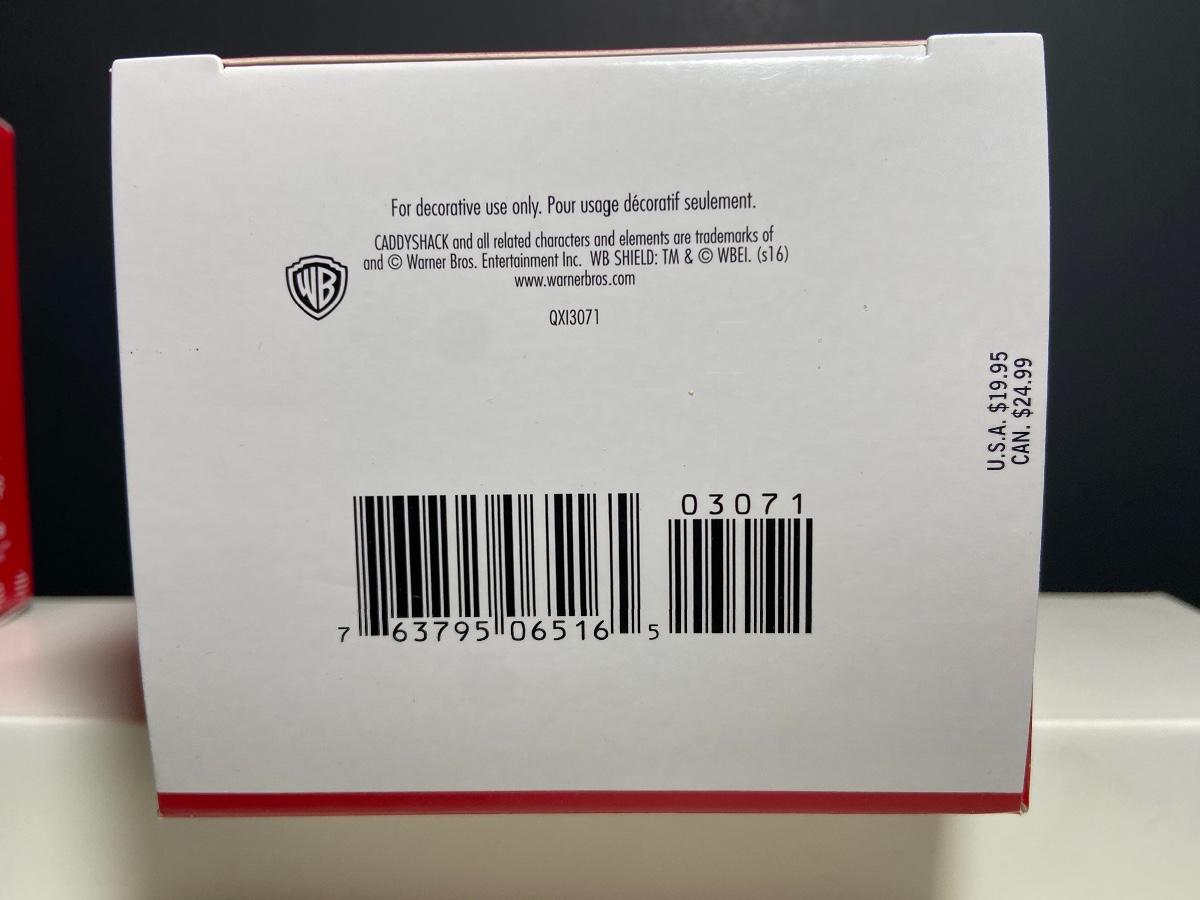 For decorative use only. Pour usage décoratif seulement.
CADDYSHACK and all related characters and elements are trademarks of
and © Warner Bros. Entertainment Inc. WB SHIELD: TM & © WBEI. (s16)
www.warnerbros.com
WB
QXI3071
U.S.A. $19.95
CAN. $24.99
03071
7 63795 06516 5